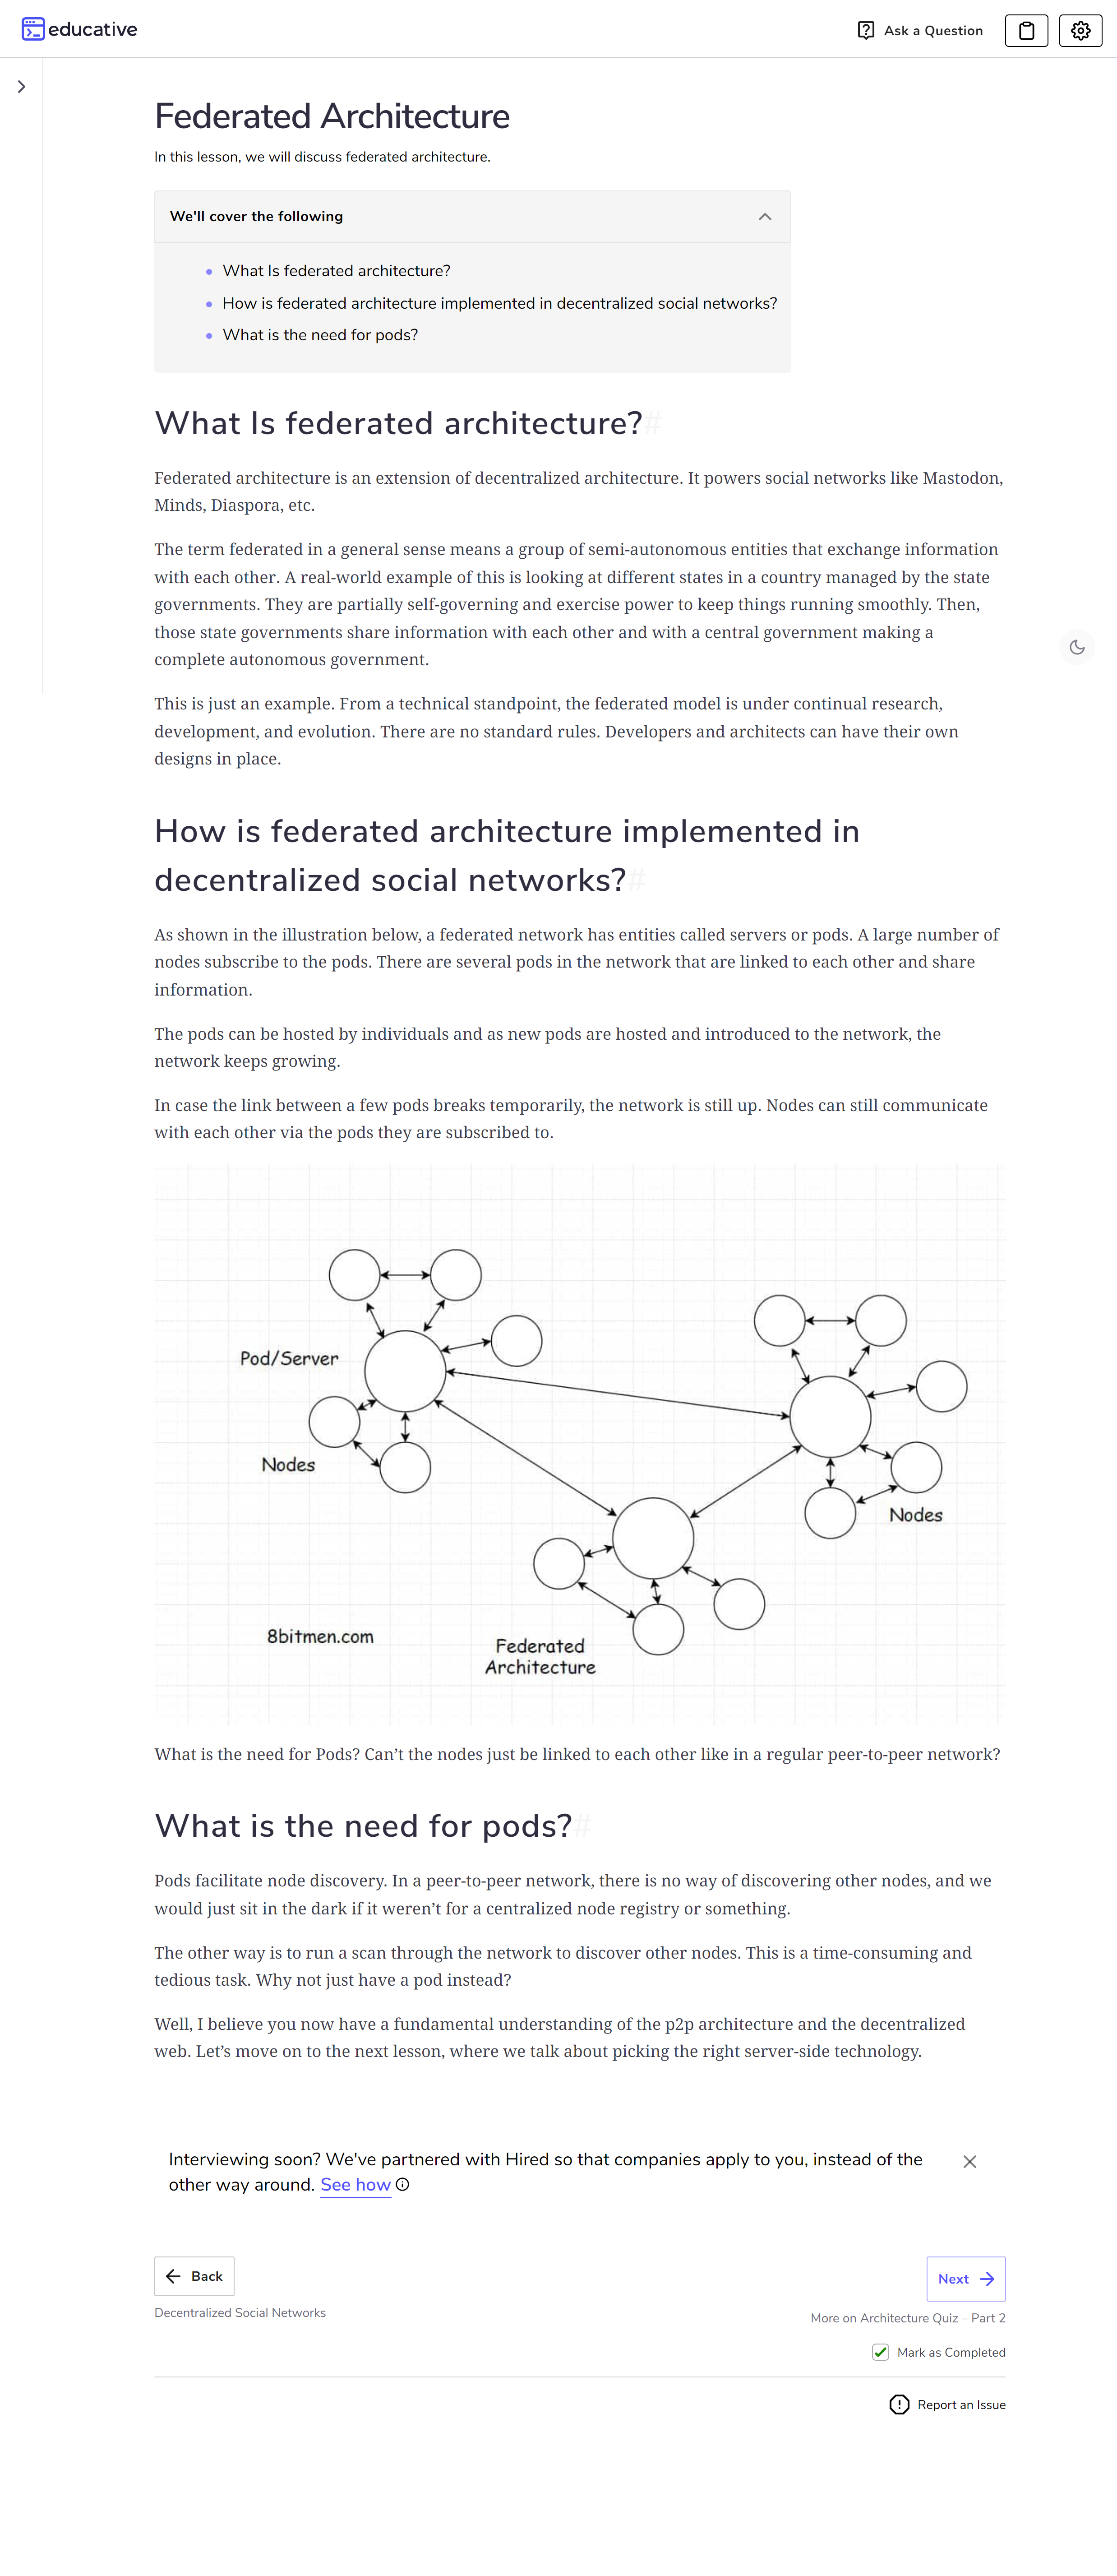 educative
Ask a Question
Federated Architecture
In this lesson, we will discuss federated architecture.
We'll cover the following
What Is federated architecture?
How is federated architecture implemented in decentralized social networks?
What is the need for pods?
What Is federated architecture?#
Federated architecture is an extension of decentralized architecture. It powers social networks like Mastodon,
Minds, Diaspora, etc.
The term federated in a general sense means a group of semi-autonomous entities that exchange information
with each other. A real-world example of this is looking at different states in a country managed by the state
governments. They are partially self-governing and exercise power to keep things running smoothly. Then,
those state governments share information with each other and with a central government making a
complete autonomous government.
This is just an example. From a technical standpoint, the federated model is under continual research,
development, and evolution. There are no standard rules. Developers and architects can have their own
designs in place.
How is federated architecture implemented in
decentralized social networks?#
As shown in the illustration below, a federated network has entities called servers or pods. A large number of
nodes subscribe to the pods. There are several pods in the network that are linked to each other and share
information.
The pods can be hosted by individuals and as new pods are hosted and introduced to the network, the
network keeps growing.
In case the link between a few pods breaks temporarily, the network is still up. Nodes can still communicate
with each other via the pods they are subscribed to.
Pod/Server
Nodes
Nodes
8bitmen.com
Federated
Architecture
What is the need for Pods? Can’t the nodes just be linked to each other like in a regular peer-to-peer network?
What is the need for pods?#
Pods facilitate node discovery. In a peer-to-peer network, there is no way of discovering other nodes, and we
would just sit in the dark if it weren’t for a centralized node registry or something.
The other way is to run a scan through the network to discover other nodes. This is a time-consuming and
tedious task. Why not just have a pod instead?
Well, I believe you now have a fundamental understanding of the p2p architecture and the decentralized
web. Let’s move on to the next lesson, where we talk about picking the right server-side technology.
Interviewing soon? We've partnered with Hired so that companies apply to you, instead of the
other way around. See how
Back
Next
Decentralized Social Networks
More on Architecture Quiz – Part 2
Mark as Completed
Report an Issue